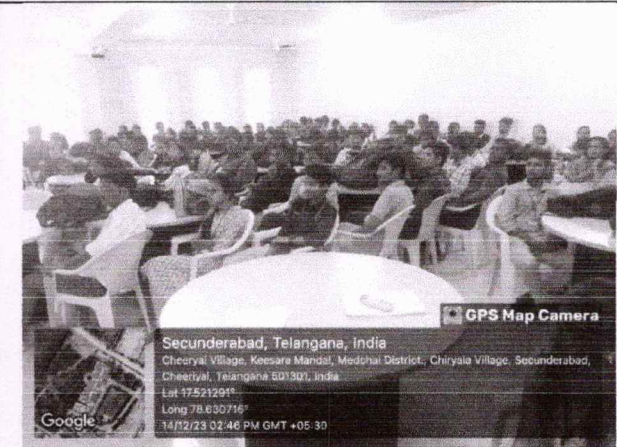 GPS Map Camera
Secunderabad, Telangana, India
Cheeryal Village, Keesara Mandal, Medchal District, Chiryala Village, Secunderabad,
Cheeriyal, Telangana 501301, India
Lat 17.521291°
Long 78.630716°
14/12/23 02:46 PM GMT +05:30
Google